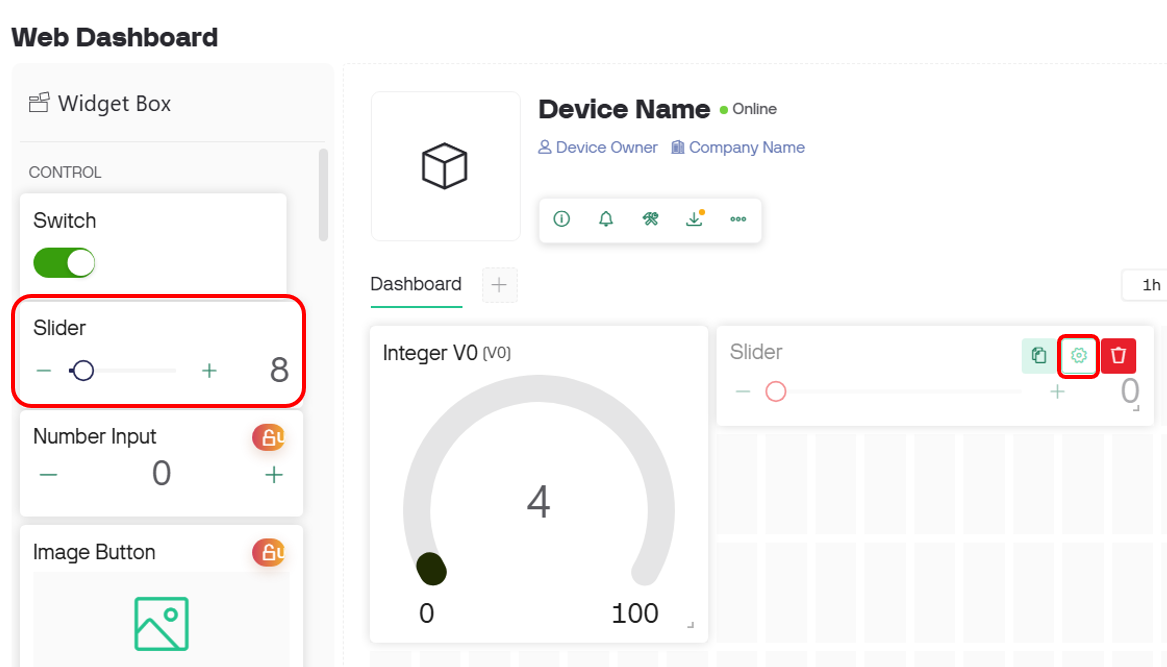 Web Dashboard
Widget Box
CONTROL
Switch
Slider
8
Number Input
0
Image Button
Device Name
Online
Device Owner
Company Name
Dashboard
1h
Integer V0 (V0)
4
0
100
Slider
0